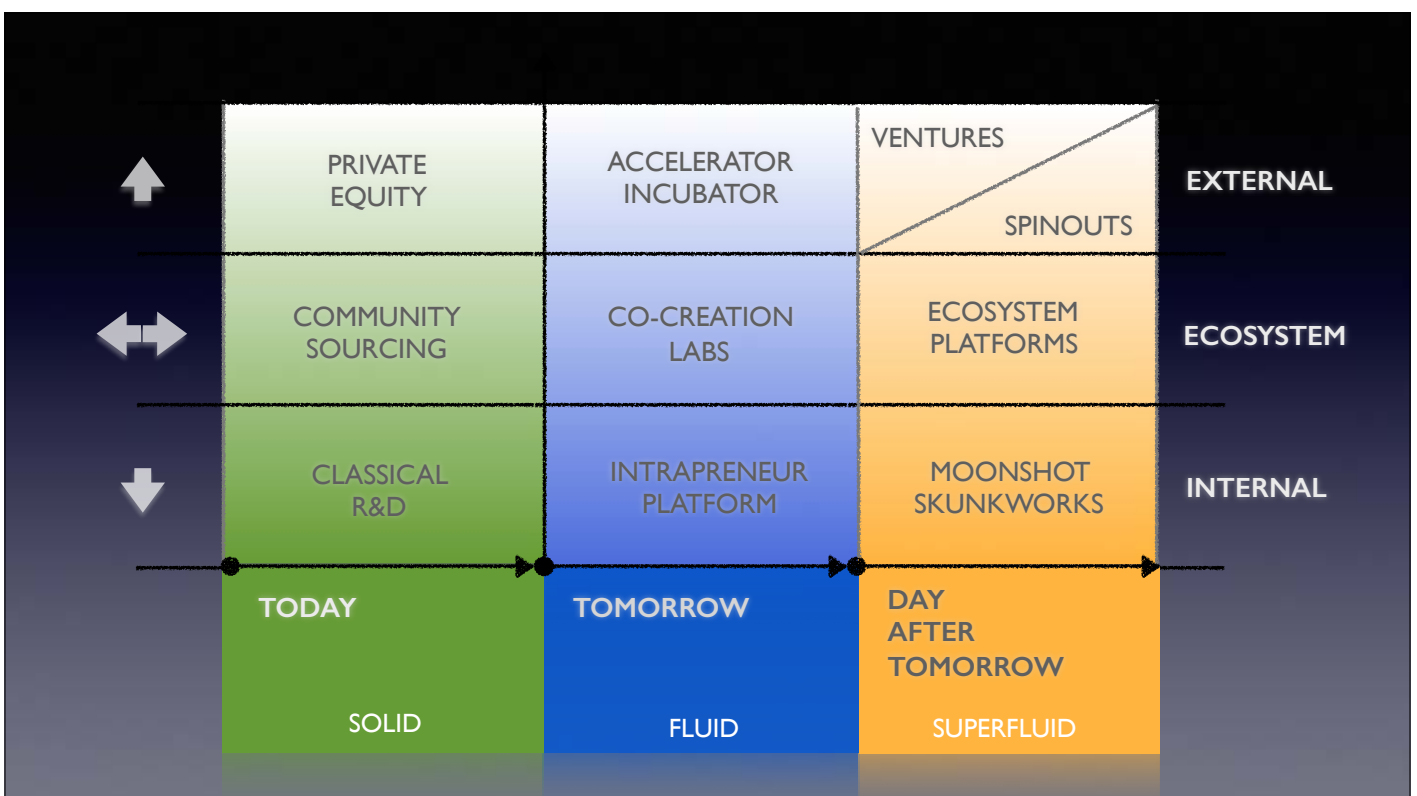 PRIVATE
EQUITY
ACCELERATOR
INCUBATOR
VENTURES
SPINOUTS
EXTERNAL
COMMUNITY
SOURCING
CO-CREATION
LABS
ECOSYSTEM
PLATFORMS
ECOSYSTEM
CLASSICAL
R&D
INTRAPRENEUR
PLATFORM
MOONSHOT
SKUNKWORKS
INTERNAL
TODAY
TOMORROW
DAY
AFTER
TOMORROW
SOLID
FLUID
SUPERFLUID